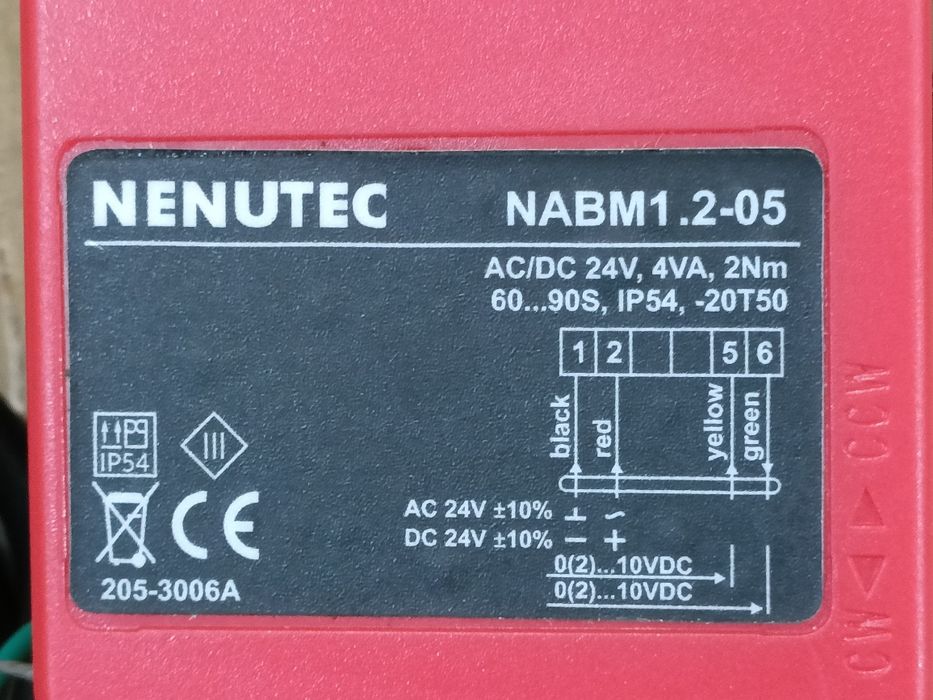 NENUTEC
NABM1.2-05
AC/DC 24V, 4VA, 2Nm
60...90S, IP54, -20T50
1 2 5 6
black
red
yellow
green
IP54
III
CE
AC 24V ±10% ⊥ ~
DC 24V ±10% − +
0(2)...10VDC
0(2)...10VDC
205-3006A
CW ◄ ► CCW